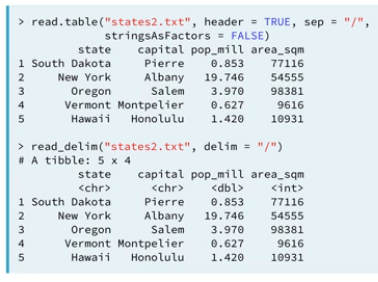 > read.table("states2.txt", header = TRUE, sep = "/",
stringsAsFactors = FALSE)
state capital pop_mill area_sqm
1 South Dakota Pierre 0.853 77116
2 New York Albany 19.746 54555
3 Oregon Salem 3.970 98381
4 Vermont Montpelier 0.627 9616
5 Hawaii Honolulu 1.420 10931
> read_delim("states2.txt", delim = "/")
# A tibble: 5 x 4
state capital pop_mill area_sqm
<chr> <chr> <dbl> <int>
1 South Dakota Pierre 0.853 77116
2 New York Albany 19.746 54555
3 Oregon Salem 3.970 98381
4 Vermont Montpelier 0.627 9616
5 Hawaii Honolulu 1.420 10931